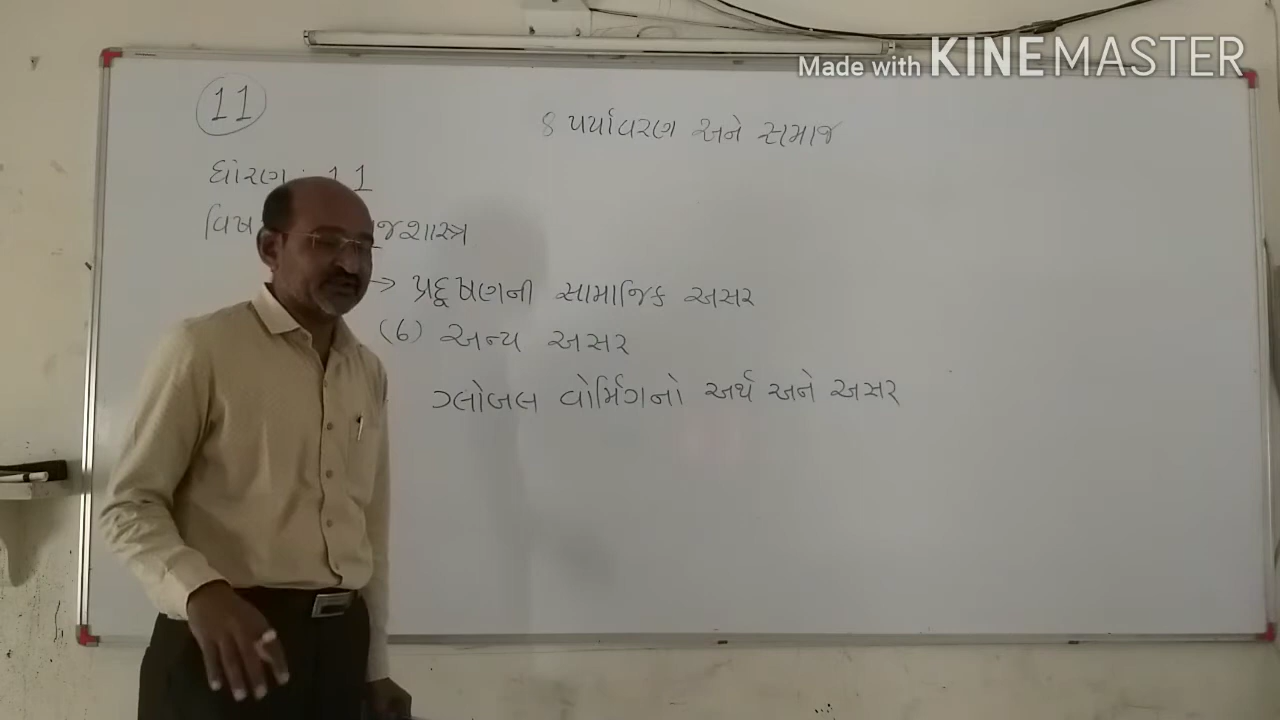 Made with KINEMASTER
11
8 પર્યાવરણ અને સમાજ
ધોરણ : 11
→ પ્રદૂષણની સામાજિક અસર
(6) અન્ય અસર
ગ્લોબલ વોર્મિંગનો અર્થ અને અસર